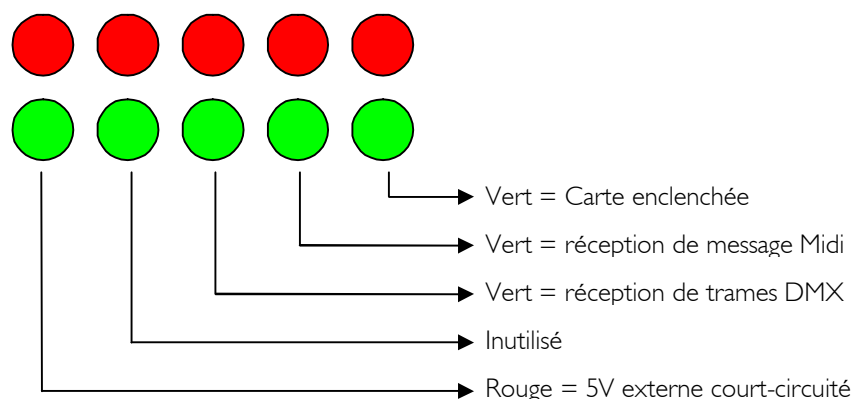 Vert = Carte enclenchée
Vert = réception de message Midi
Vert = réception de trames DMX
Inutilisé
Rouge = 5V externe court-circuité